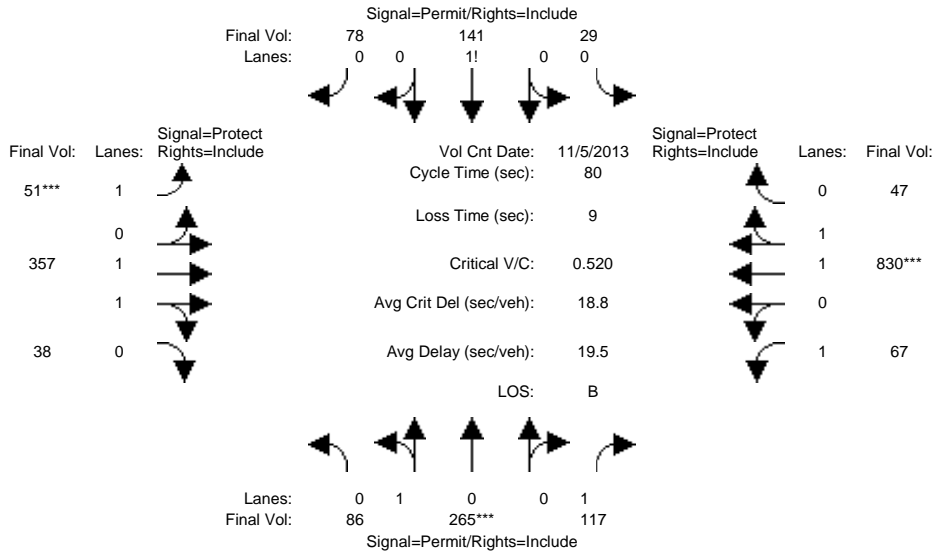 Signal=Permit/Rights=Include
Final Vol: 78 141 29
Lanes: 0 0 1! 0 0
Signal=Protect Signal=Protect
Final Vol: Lanes: Rights=Include Vol Cnt Date: 11/5/2013 Rights=Include Lanes: Final Vol:
Cycle Time (sec): 80
51*** 1 0 47
Loss Time (sec): 9
0 1
357 1 Critical V/C: 0.520 1 830***
1 Avg Crit Del (sec/veh): 18.8 0
38 0 Avg Delay (sec/veh): 19.5 1 67
LOS: B
Lanes: 0 1 0 0 1
Final Vol: 86 265*** 117
Signal=Permit/Rights=Include